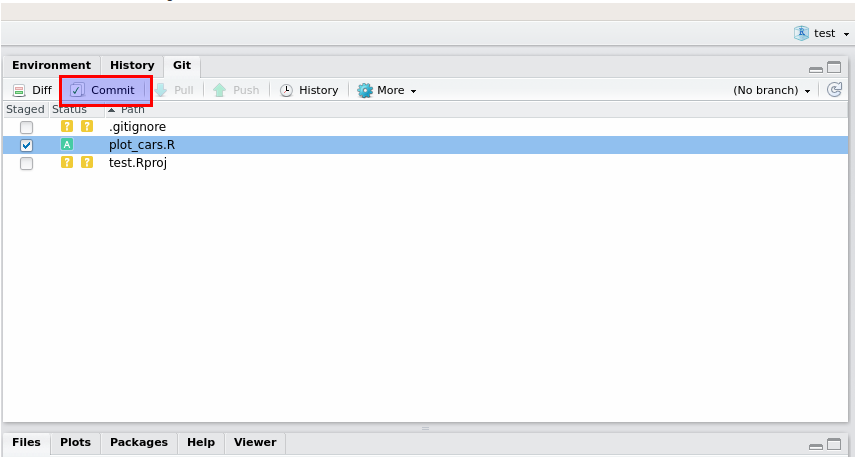 test
Environment History Git
Diff Commit Pull Push History More (No branch)
Staged Status Path
? ? .gitignore
A plot_cars.R
? ? test.Rproj
Files Plots Packages Help Viewer